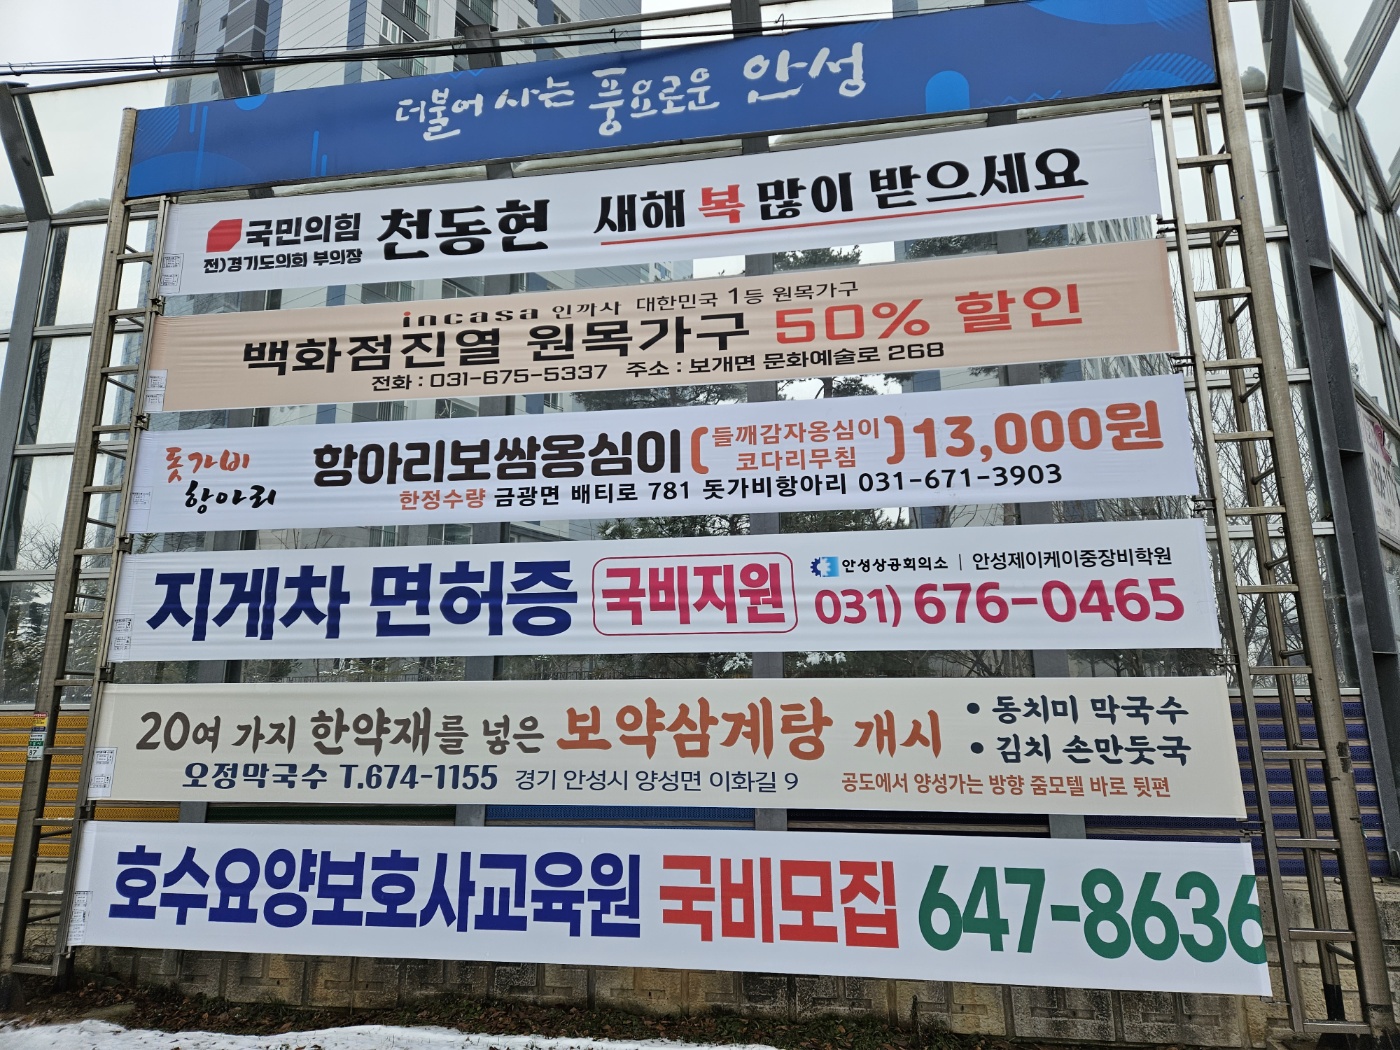 더불어 사는 풍요로운 안성
국민의힘 천동현 새해 복 많이 받으세요
전)경기도의회 부의장
incasa 인까사 대한민국 1등 원목가구
백화점진열 원목가구 50% 할인
전화 : 031-675-5337 주소 : 보개면 문화예술로 268
돗가비 항아리
항아리보쌈옹심이(들깨감자옹심이 코다리무침) 13,000원
한정수량 금광면 배티로 781 돗가비항아리 031-671-3903
지게차 면허증 국비지원
안성상공회의소 | 안성제이케이중장비학원
031) 676-0465
20여 가지 한약재를 넣은 보약삼계탕 개시
• 동치미 막국수
• 김치 손만둣국
오정막국수 T.674-1155 경기 안성시 양성면 이화길 9
공도에서 양성가는 방향 줌모텔 바로 뒷편
호수요양보호사교육원 국비모집 647-8636